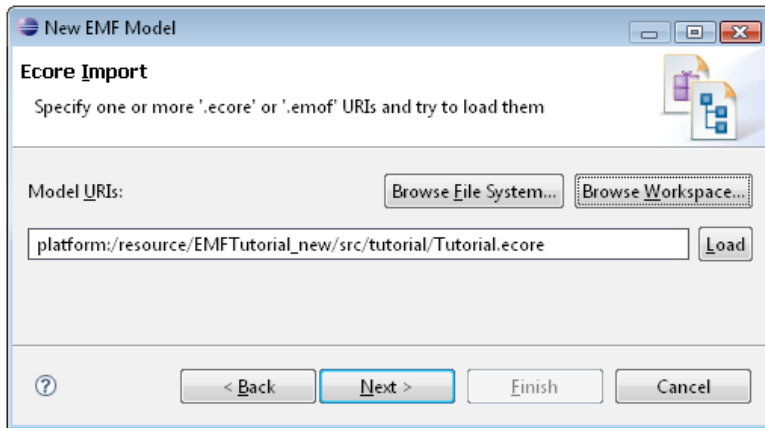 New EMF Model
Ecore Import
Specify one or more '.ecore' or '.emof' URIs and try to load them
Model URIs: Browse File System... Browse Workspace...
platform:/resource/EMFTutorial_new/src/tutorial/Tutorial.ecore Load
? < Back Next > Finish Cancel